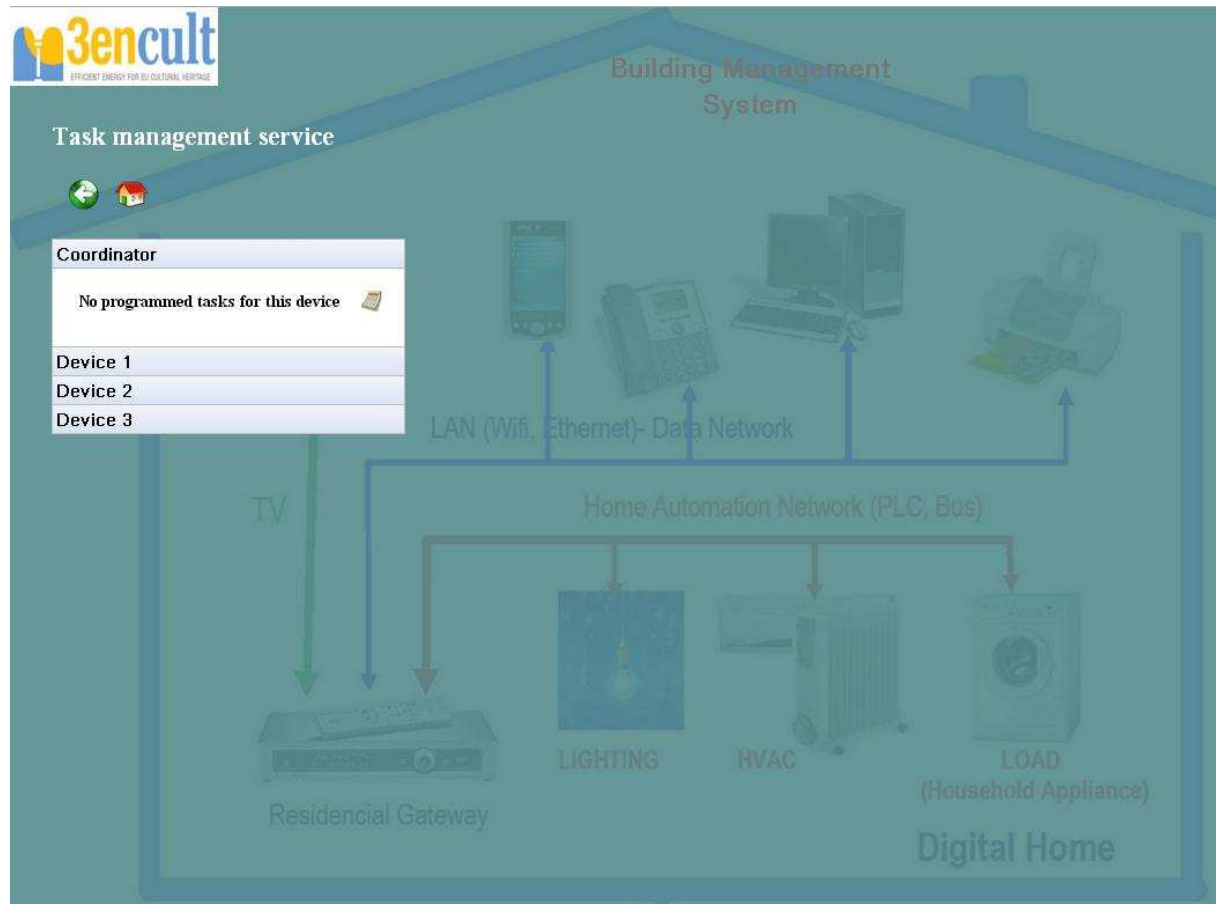 3encult
EFFICIENT ENERGY FOR EU CULTURAL HERITAGE
Building Management
System
Task management service
Coordinator
No programmed tasks for this device
Device 1
Device 2
Device 3
LAN (Wifi, Ethernet)- Data Network
TV
Home Automation Network (PLC, Bus)
LIGHTING
HVAC
LOAD
(Household Appliance)
Residencial Gateway
Digital Home